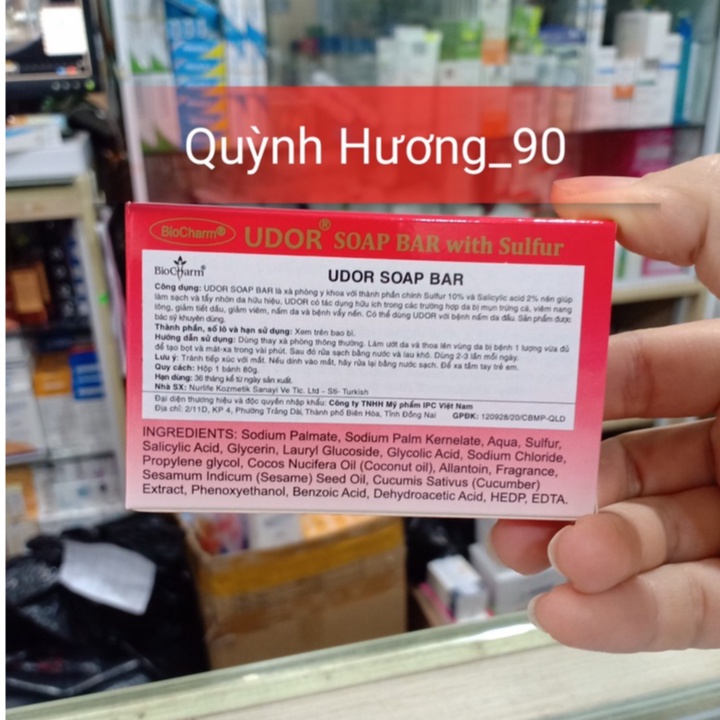 Quỳnh Hương_90
BioCharm® UDOR® SOAP BAR with Sulfur
BIOCHARM®
UDOR SOAP BAR
Công dụng: UDOR SOAP BAR là xà phòng y khoa với thành phần chính Sulfur 10% và Salicylic acid 2% nên giúp
làm sạch và tẩy nhờn da hữu hiệu, UDOR có tác dụng hữu ích trong các trường hợp da bị mụn trứng cá, viêm nang
lông, giảm tiết dầu, giảm viêm, nấm da và bệnh vẩy nến. Có thể dùng UDOR với bệnh nấm da đầu. Sản phẩm được
bác sỹ khuyên dùng.
Thành phần, số lô và hạn sử dụng: Xem trên bao bì.
Hướng dẫn sử dụng: Dùng thay xà phòng thông thường. Làm ướt da và thoa lên vùng da bị bệnh 1 lượng vừa đủ
để tạo bọt và mát-xa trong vài phút. Sau đó rửa sạch bằng nước và lau khô. Dùng 2-3 lần mỗi ngày.
Lưu ý: Tránh tiếp xúc với mắt. Nếu dính vào mắt, hãy rửa lại bằng nước sạch. Để xa tầm tay trẻ em.
Quy cách: Hộp 1 bánh 80g.
Hạn dùng: 36 tháng kể từ ngày sản xuất.
Nhà SX: Nurlife Kozmetik Sanayi Ve Tic. Ltd - Sti- Turkish
Đại diện thương hiệu và độc quyền nhập khẩu: Công ty TNHH Mỹ phẩm IPC Việt Nam
Địa chỉ: 2/11D, KP 4, Phường Trảng Dài, Thành phố Biên Hòa, Tỉnh Đồng Nai GPĐK: 120928/20/CBMP-QLD
INGREDIENTS: Sodium Palmate, Sodium Palm Kernelate, Aqua, Sulfur,
Salicylic Acid, Glycerin, Lauryl Glucoside, Glycolic Acid, Sodium Chloride,
Propylene glycol, Cocos Nucifera Oil (Coconut oil), Allantoin, Fragrance,
Sesamum Indicum (Sesame) Seed Oil, Cucumis Sativus (Cucumber)
Extract, Phenoxyethanol, Benzoic Acid, Dehydroacetic Acid, HEDP, EDTA.